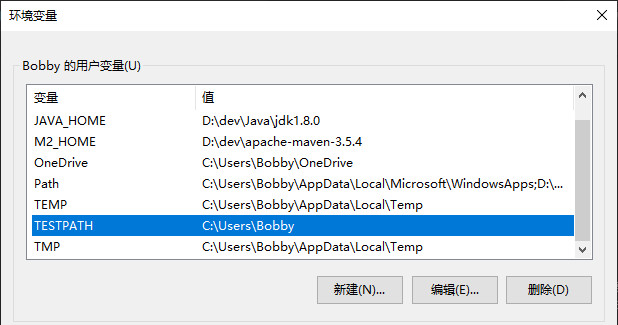 环境变量
Bobby 的用户变量(U)
变量 值
JAVA_HOME D:\dev\Java\jdk1.8.0
M2_HOME D:\dev\apache-maven-3.5.4
OneDrive C:\Users\Bobby\OneDrive
Path C:\Users\Bobby\AppData\Local\Microsoft\WindowsApps;D:\...
TEMP C:\Users\Bobby\AppData\Local\Temp
TESTPATH C:\Users\Bobby
TMP C:\Users\Bobby\AppData\Local\Temp
新建(N)... 编辑(E)... 删除(D)